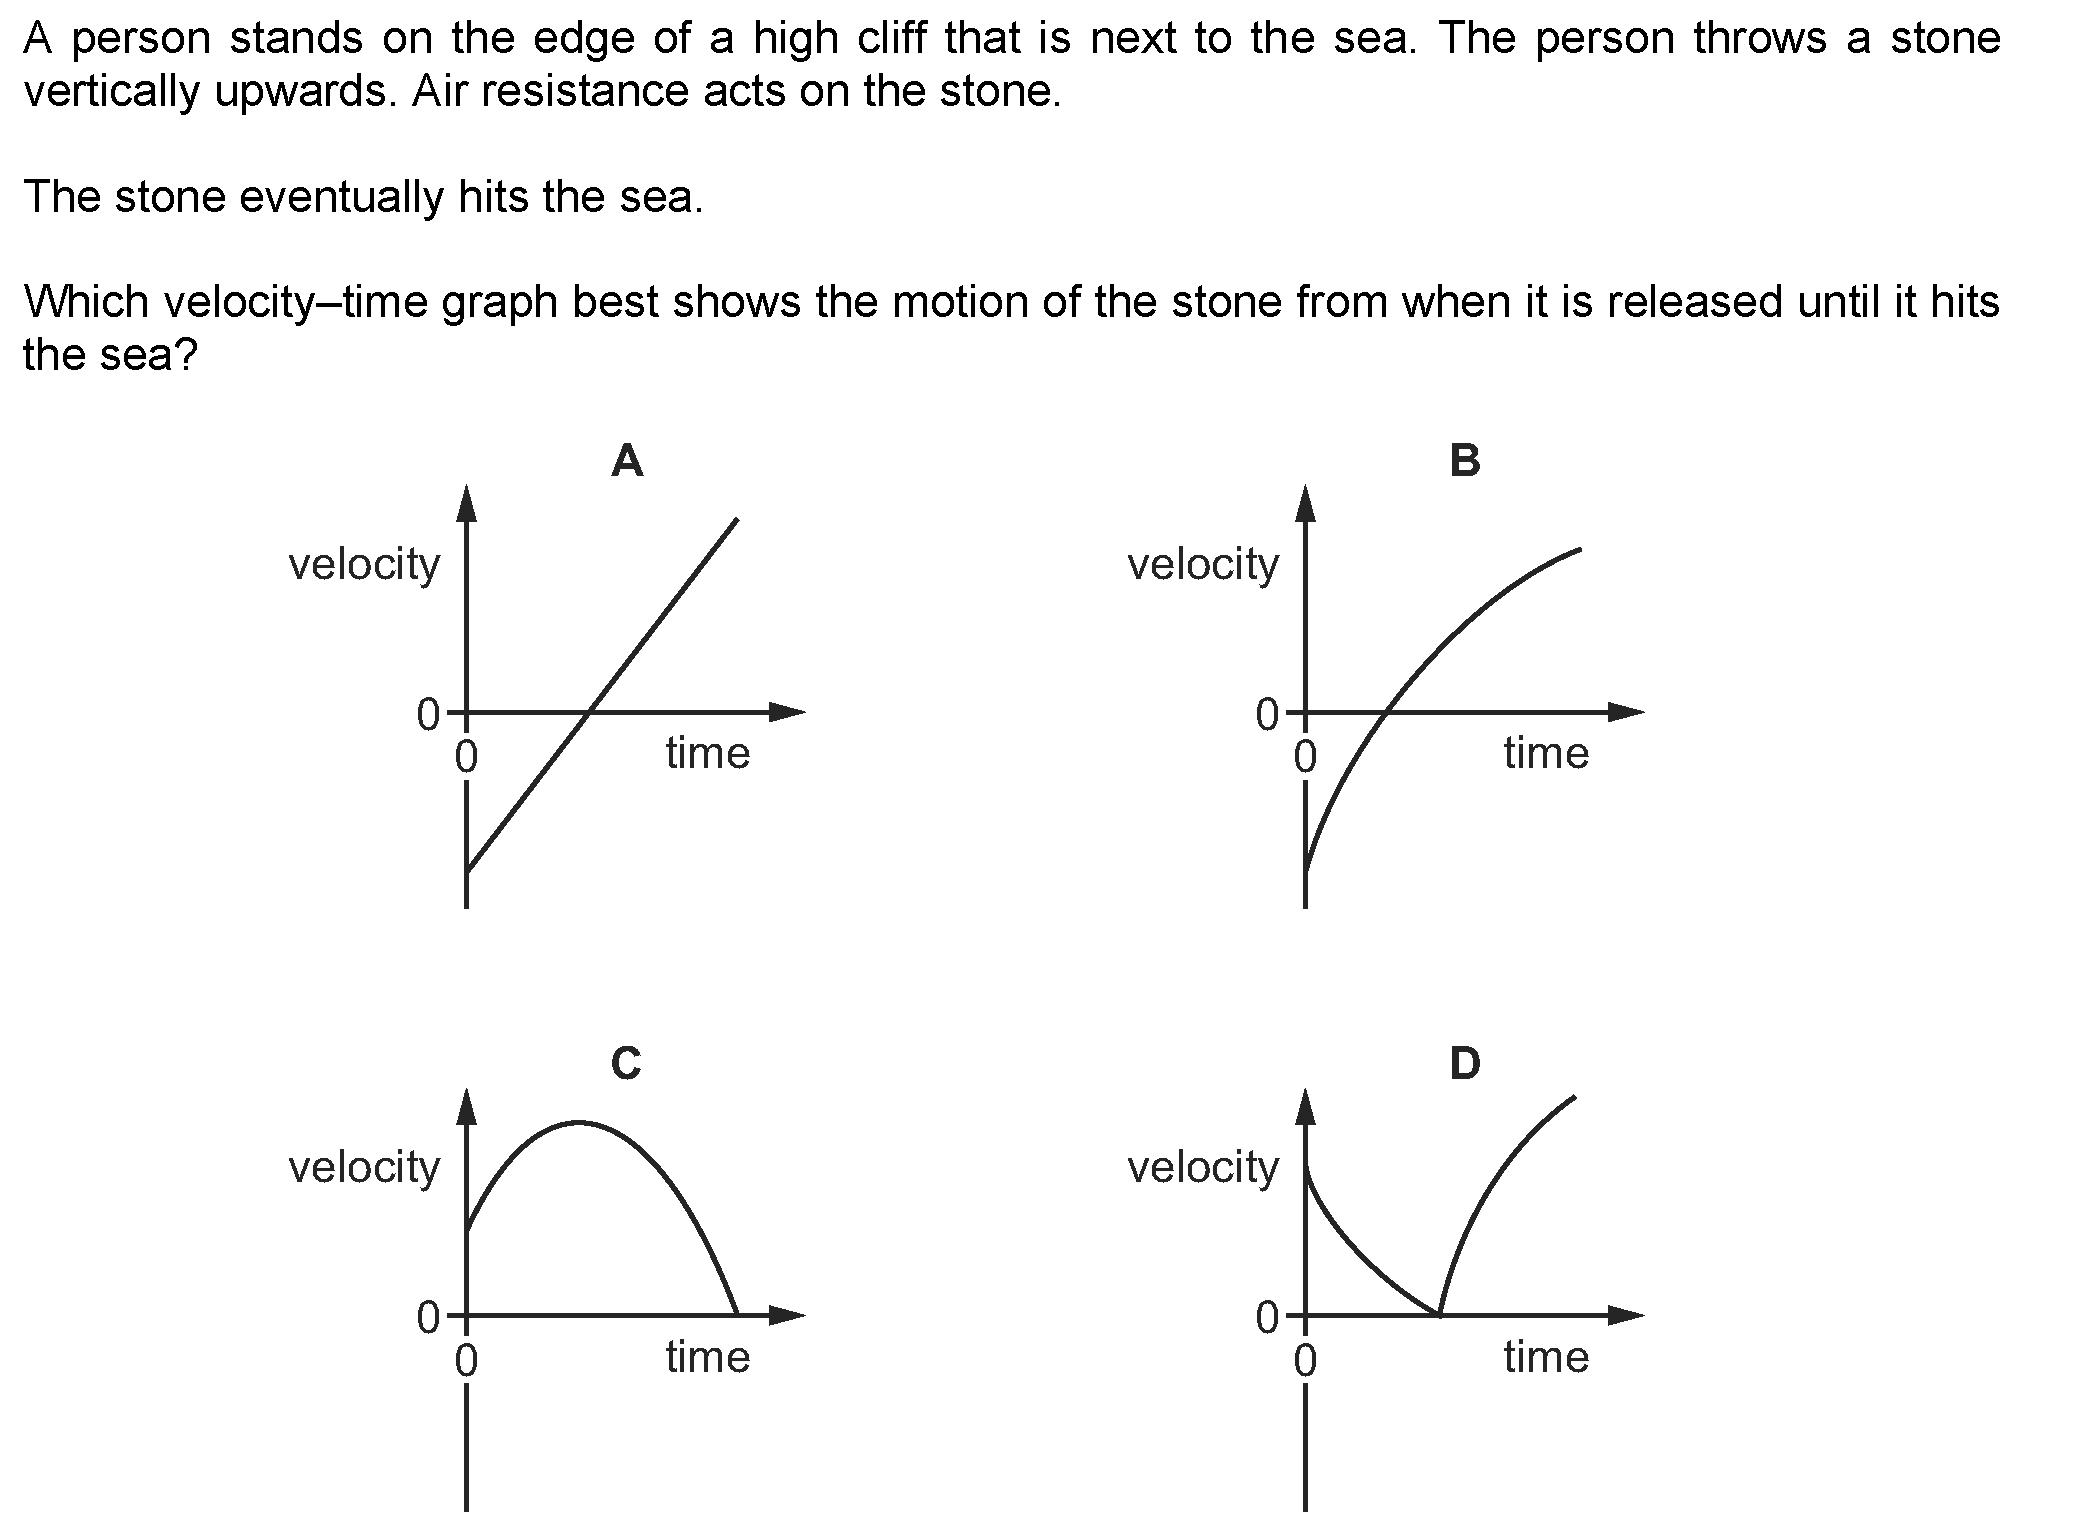 A person stands on the edge of a high cliff that is next to the sea. The person throws a stone
vertically upwards. Air resistance acts on the stone.
The stone eventually hits the sea.
Which velocity–time graph best shows the motion of the stone from when it is released until it hits
the sea?
A
velocity
0
0
time
B
velocity
0
0
time
C
velocity
0
0
time
D
velocity
0
0
time